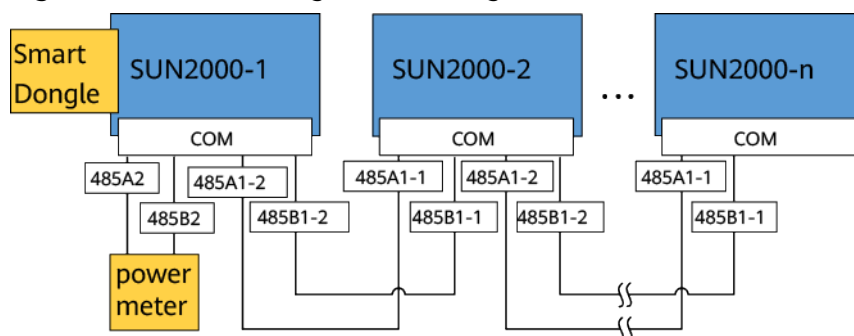 Smart
Dongle
SUN2000-1
SUN2000-2
...
SUN2000-n
COM
COM
COM
485A2
485A1-2
485A1-1
485A1-2
485A1-1
485B2
485B1-2
485B1-1
485B1-2
485B1-1
power
meter